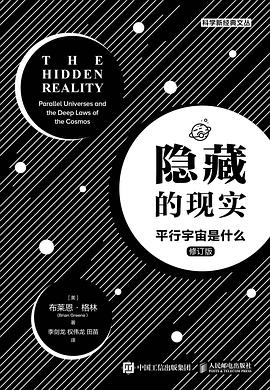 科学新经典文丛
THE
HIDDEN
REALITY
Parallel Universes and
the Deep Laws of
the Cosmos
隐藏
的现实
平行宇宙是什么
修订版
[美]
布莱恩·格林
(Brian Greene)
著
李剑龙 权伟龙 田苗
译
中国工信出版集团
人民邮电出版社
POSTS & TELECOM PRESS